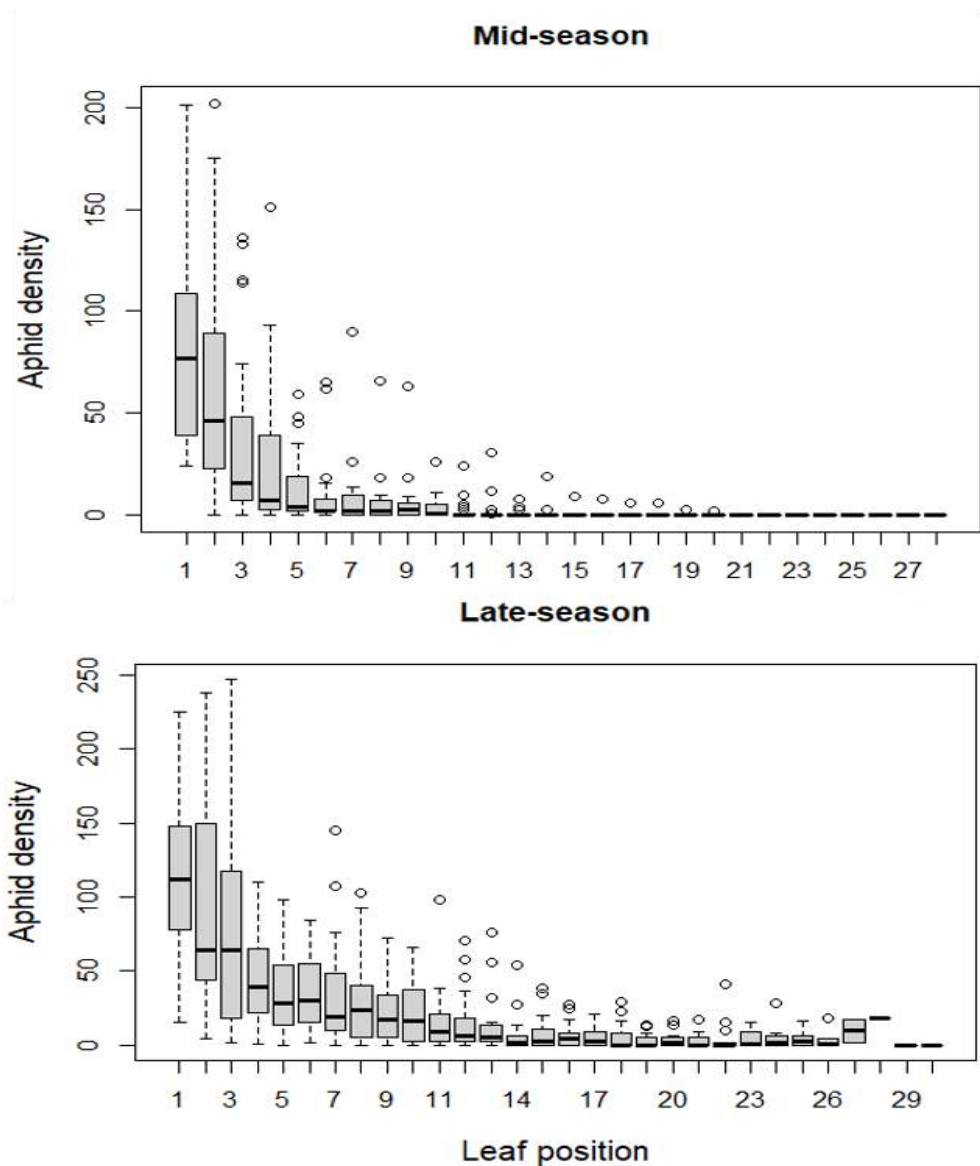 Mid-season
Aphid density
200
150
100
50
0
1 3 5 7 9 11 13 15 17 19 21 23 25 27
Late-season
Aphid density
250
200
150
100
50
0
1 3 5 7 9 11 14 17 20 23 26 29
Leaf position